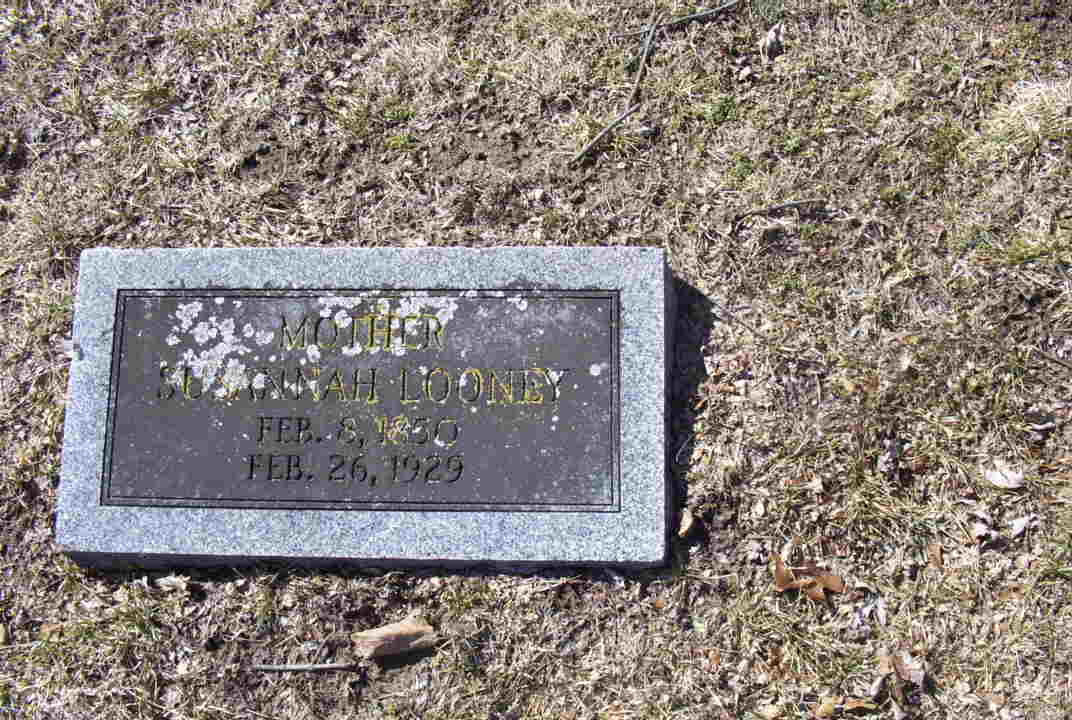 MOTHER
SUSANNAH LOONEY
FEB. 8, 1850
FEB. 26, 1929